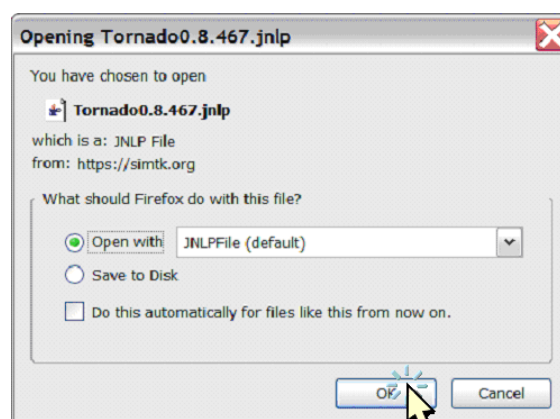 Opening Tornado0.8.467.jnlp
You have chosen to open
Tornado0.8.467.jnlp
which is a: JNLP File
from: https://simtk.org
What should Firefox do with this file?
Open with JNLPFile (default)
Save to Disk
Do this automatically for files like this from now on.
OK Cancel